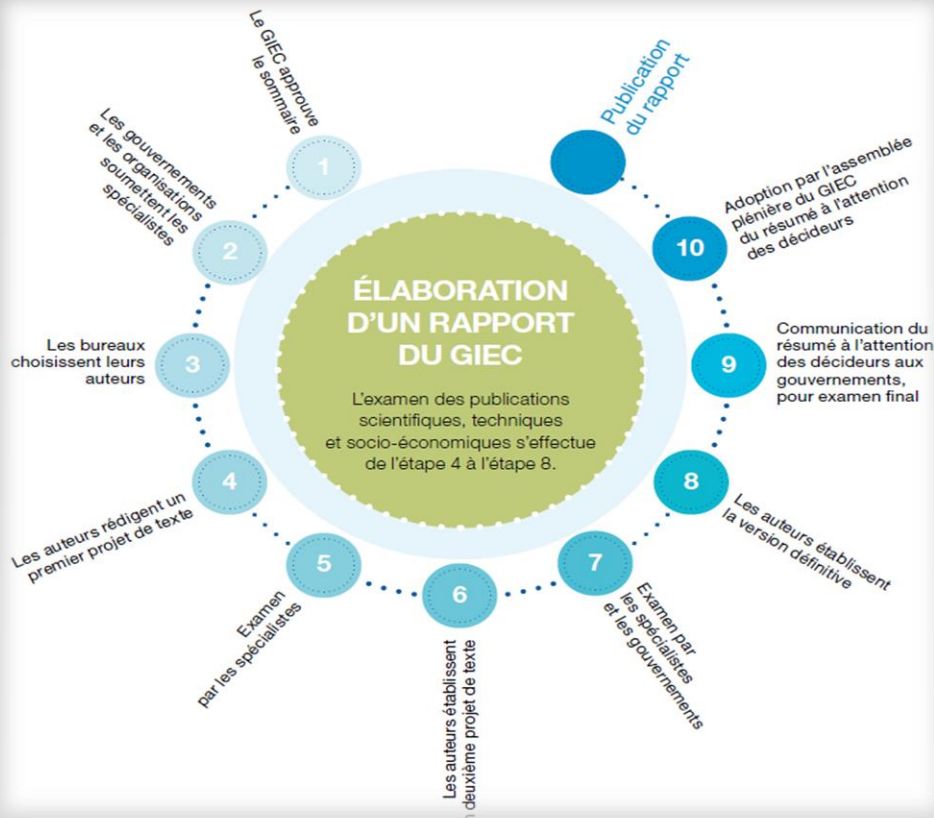 ÉLABORATION
D'UN RAPPORT
DU GIEC
L'examen des publications
scientifiques, techniques
et socio-économiques s'effectue
de l'étape 4 à l'étape 8.
1
Le GIEC approuve
le sommaire
2
Les gouvernements
et les organisations
soumettent les
spécialistes
3
Les bureaux
choisissent leurs
auteurs
4
Les auteurs rédigent un
premier projet de texte
5
Examen
par les spécialistes
6
Les auteurs établissent
deuxième projet de texte
7
Examen par
les spécialistes
et les gouvernements
8
Les auteurs établissent
la version définitive
9
Communication du
résumé à l'attention
des décideurs aux
gouvernements,
pour examen final
10
Adoption par l'assemblée
plénière du GIEC
du résumé à l'attention
des décideurs
Publication
du rapport